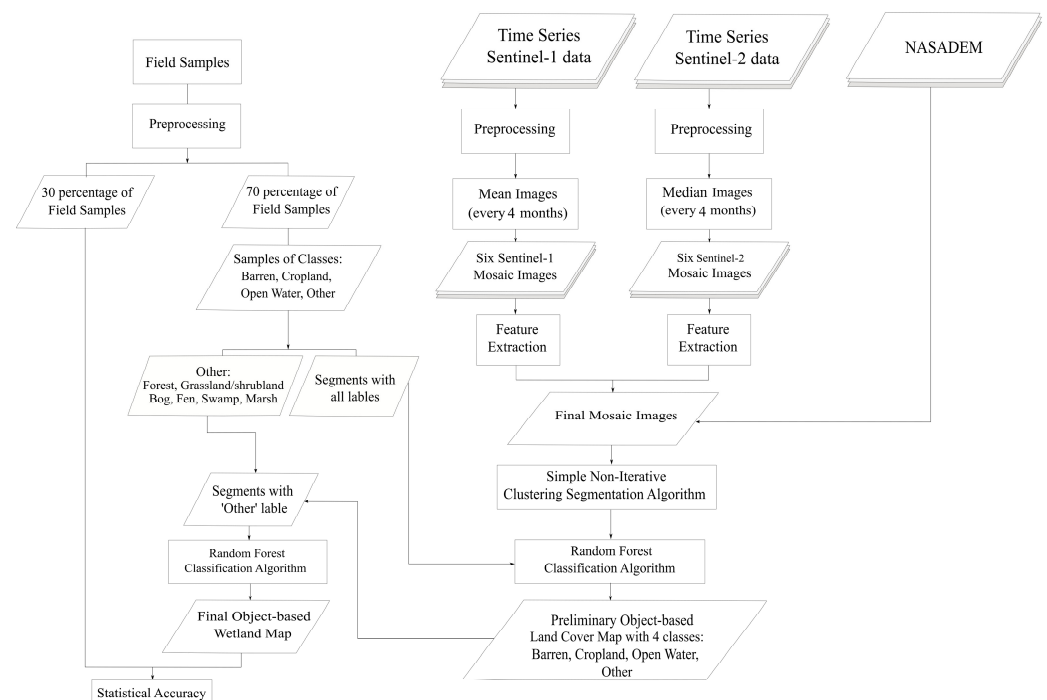 Time Series
Sentinel-1 data
Time Series
Sentinel-2 data
NASADEM
Field Samples
Preprocessing
Preprocessing
Preprocessing
30 percentage of
Field Samples
70 percentage of
Field Samples
Mean Images
(every 4 months)
Median Images
(every 4 months)
Samples of Classes:
Barren, Cropland,
Open Water, Other
Six Sentinel-1
Mosaic Images
Six Sentinel-2
Mosaic Images
Feature
Extraction
Feature
Extraction
Other:
Forest, Grassland/shrubland
Bog, Fen, Swamp, Marsh
Segments with
all lables
Final Mosaic Images
Simple Non-Iterative
Clustering Segmentation Algorithm
Segments with
'Other' lable
Random Forest
Classification Algorithm
Random Forest
Classification Algorithm
Final Object-based
Wetland Map
Preliminary Object-based
Land Cover Map with 4 classes:
Barren, Cropland, Open Water,
Other
Statistical Accuracy